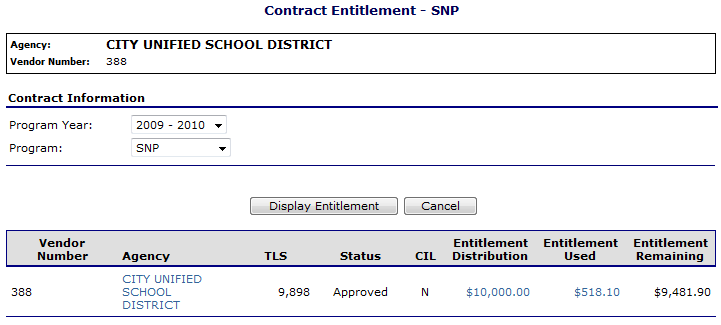 Contract Entitlement - SNP
Agency: CITY UNIFIED SCHOOL DISTRICT
Vendor Number: 388
Contract Information
Program Year: 2009 - 2010
Program: SNP
Display Entitlement Cancel
Vendor Number Agency TLS Status CIL Entitlement Distribution Entitlement Used Entitlement Remaining
388 CITY UNIFIED SCHOOL DISTRICT 9,898 Approved N $10,000.00 $518.10 $9,481.90